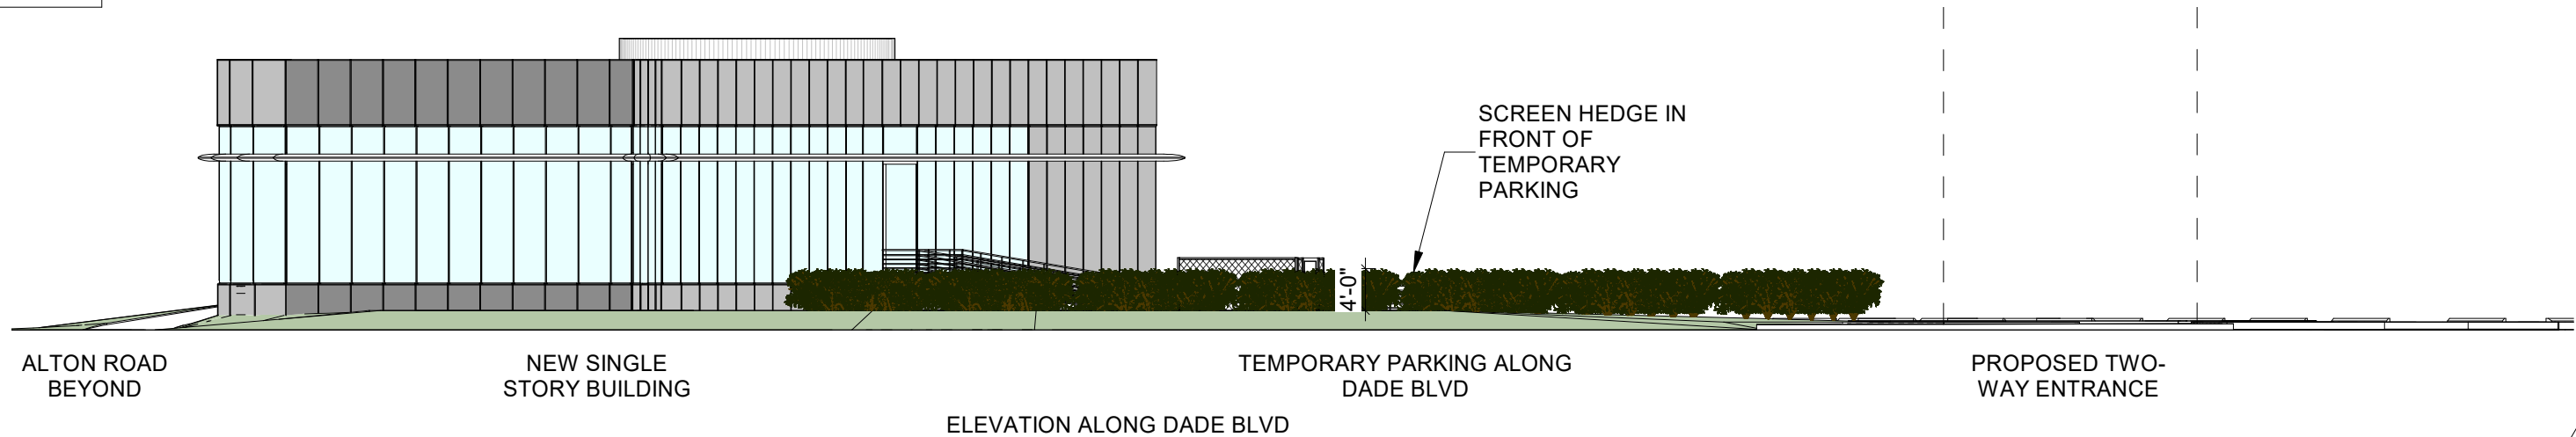 SCREEN HEDGE IN
FRONT OF
TEMPORARY
PARKING
4'-0"
ALTON ROAD
BEYOND
NEW SINGLE
STORY BUILDING
TEMPORARY PARKING ALONG
DADE BLVD
PROPOSED TWO-
WAY ENTRANCE
ELEVATION ALONG DADE BLVD